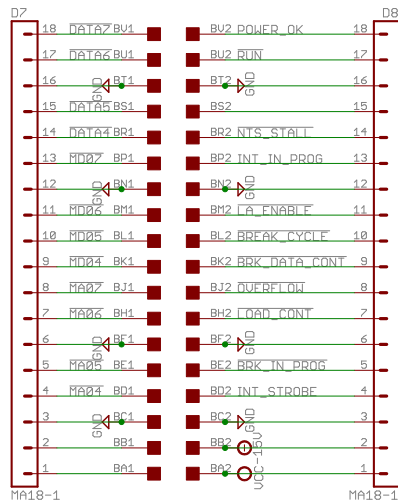 D7 D8
18 DATA7 BV1 BV2 POWER_OK 18
17 DATA6 BU1 BU2 RUN 17
16 GND BT1 BT2 GND 16
15 DATA5 BS1 BS2 15
14 DATA4 BR1 BR2 NTS_STALL 14
13 MD07 BP1 BP2 INT_IN_PROG 13
12 GND BN1 BN2 GND 12
11 MD06 BM1 BM2 LA_ENABLE 11
10 MD05 BL1 BL2 BREAK_CYCLE 10
9 MD04 BK1 BK2 BRK_DATA_CONT 9
8 MA07 BJ1 BJ2 OVERFLOW 8
7 MA06 BH1 BH2 LOAD_CONT 7
6 GND BF1 BF2 GND 6
5 MA05 BE1 BE2 BRK_IN_PROG 5
4 MA04 BD1 BD2 INT_STROBE 4
3 GND BC1 BC2 GND 3
2 BB1 BB2 -15V 2
1 BA1 BA2 VCC 1
MA18-1 MA18-1